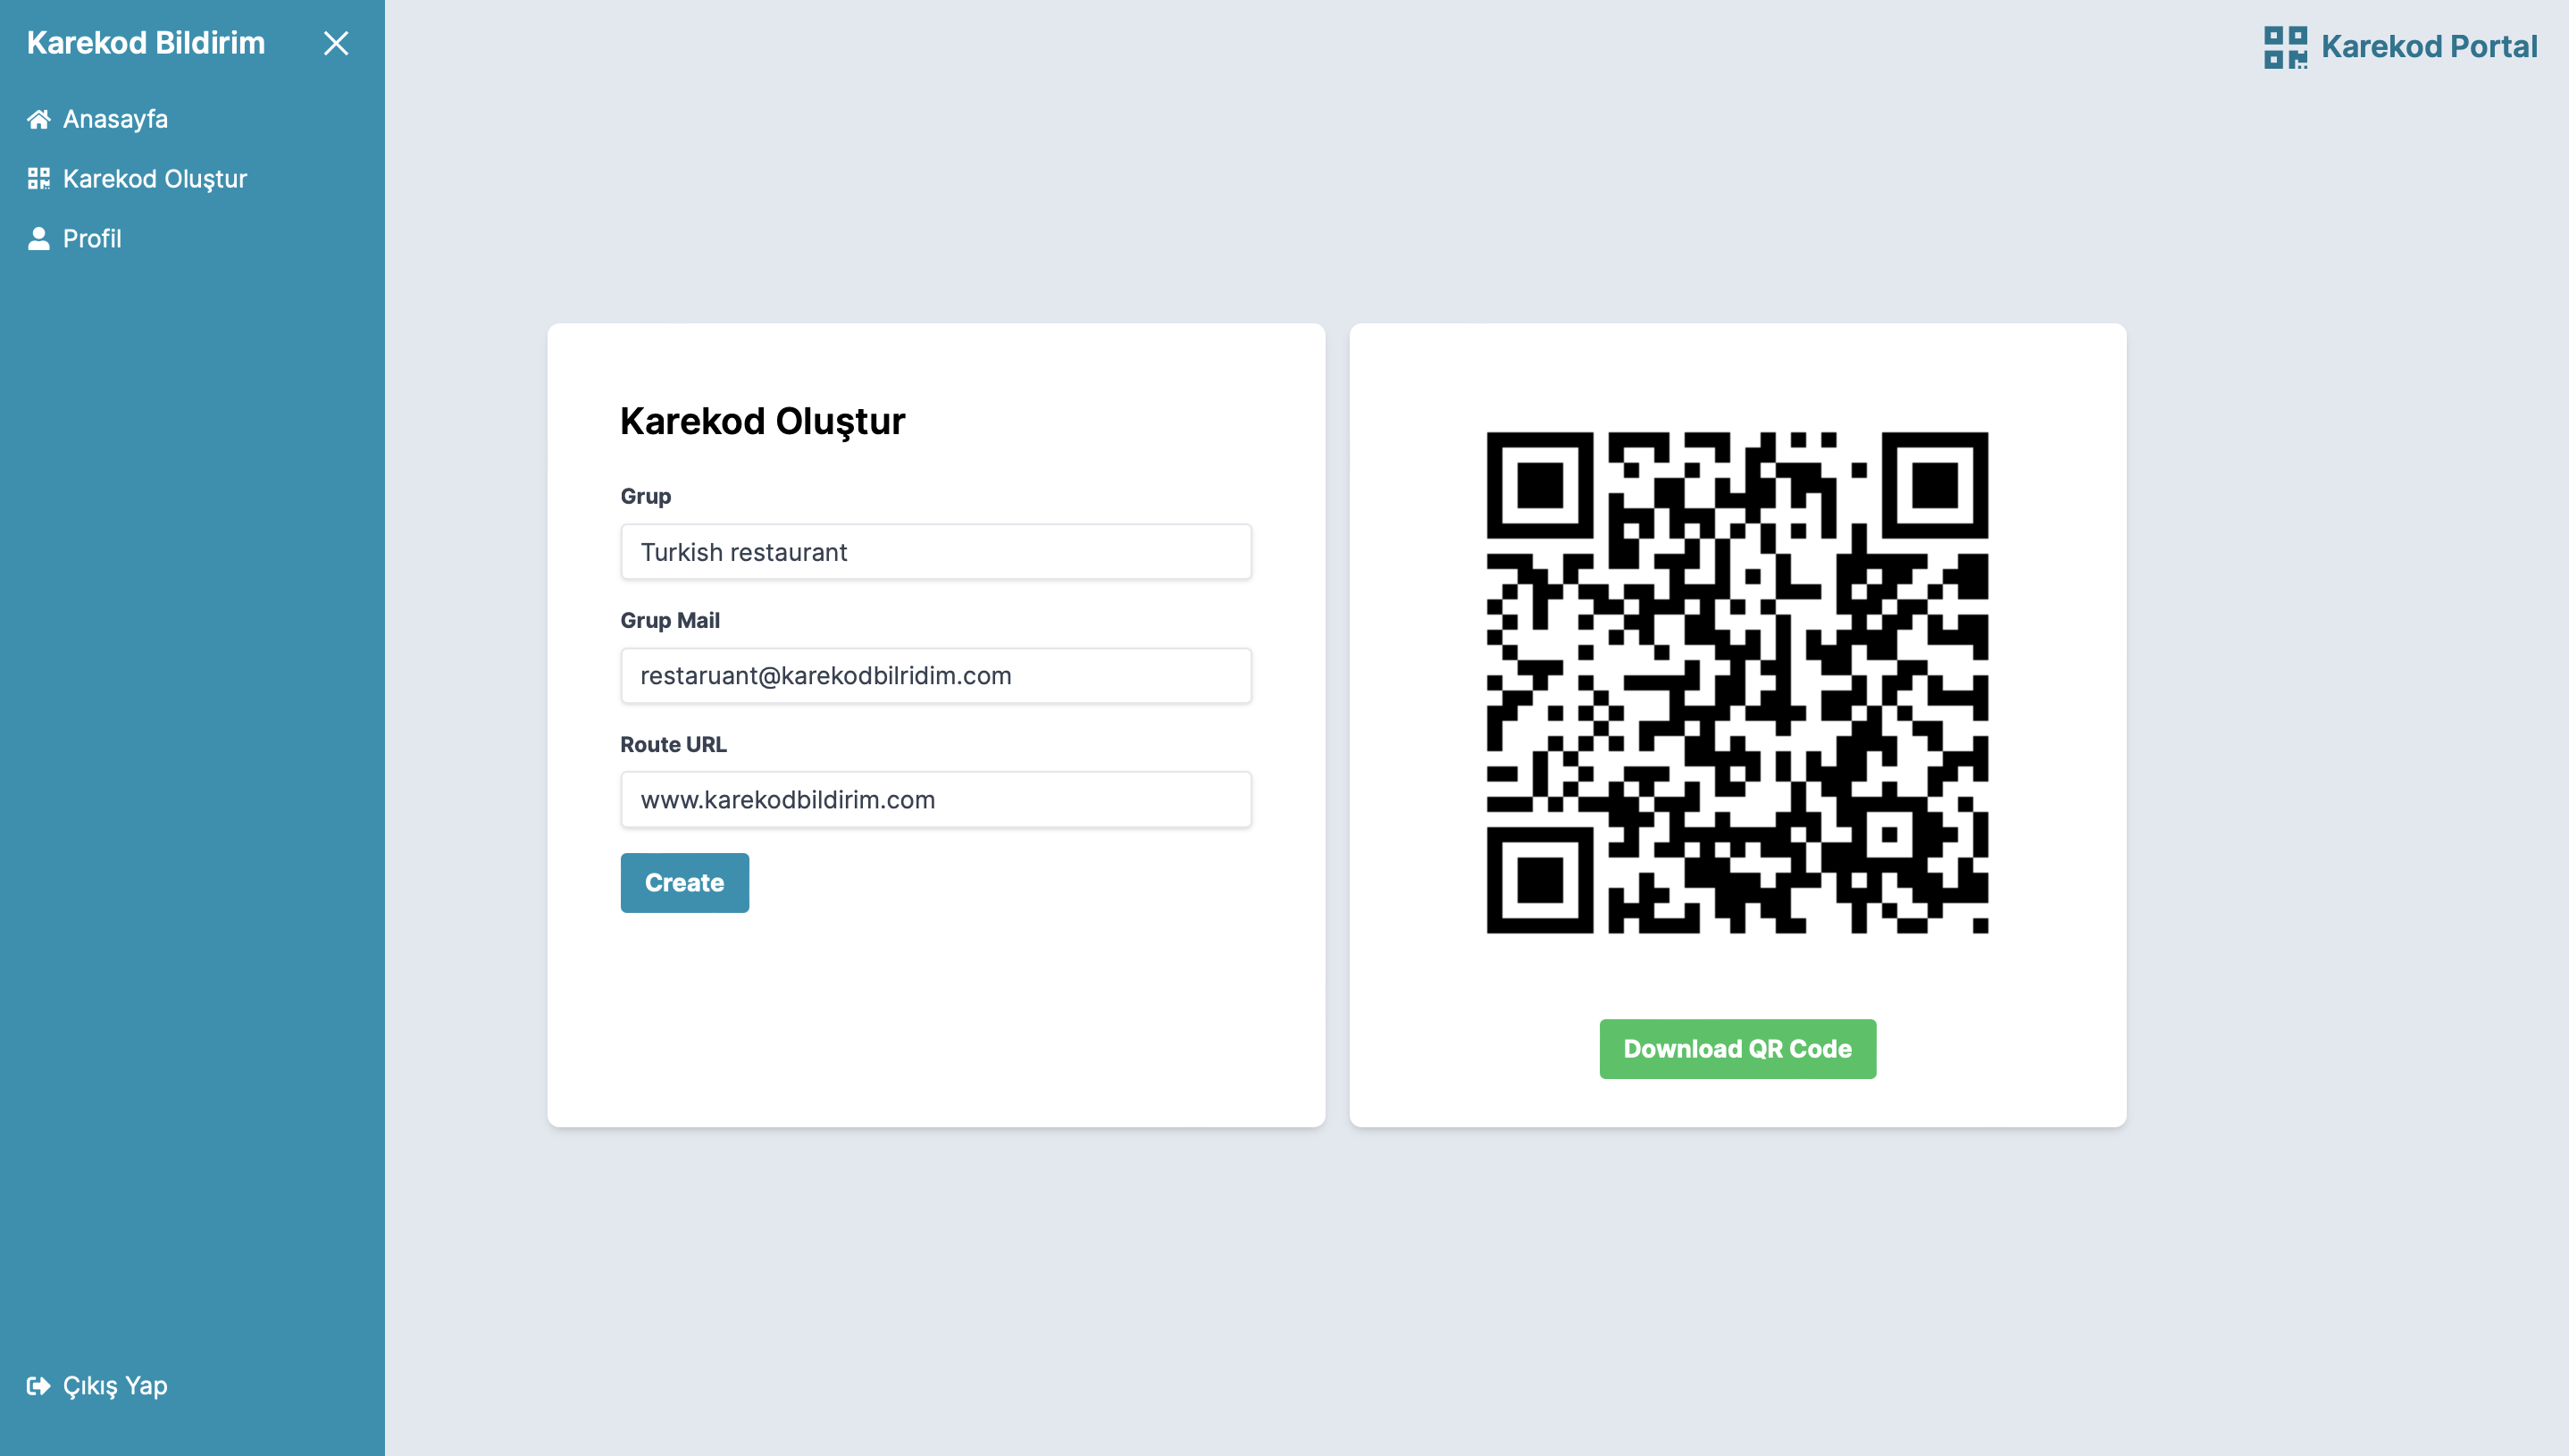 Karekod Bildirim
Anasayfa
Karekod Oluştur
Profil
Çıkış Yap
Karekod Portal
Karekod Oluştur
Grup
Turkish restaurant
Grup Mail
restaruant@karekodbilridim.com
Route URL
www.karekodbildirim.com
Create
Download QR Code